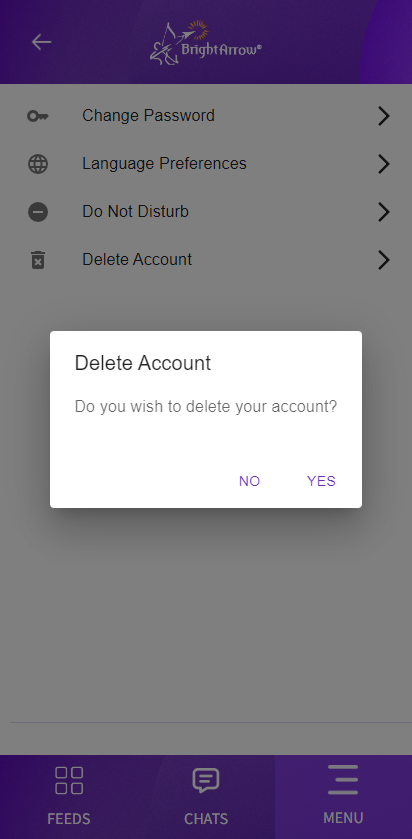 BrightArrow®
Change Password
Language Preferences
Do Not Disturb
Delete Account
Delete Account
Do you wish to delete your account?
NO YES
FEEDS CHATS MENU